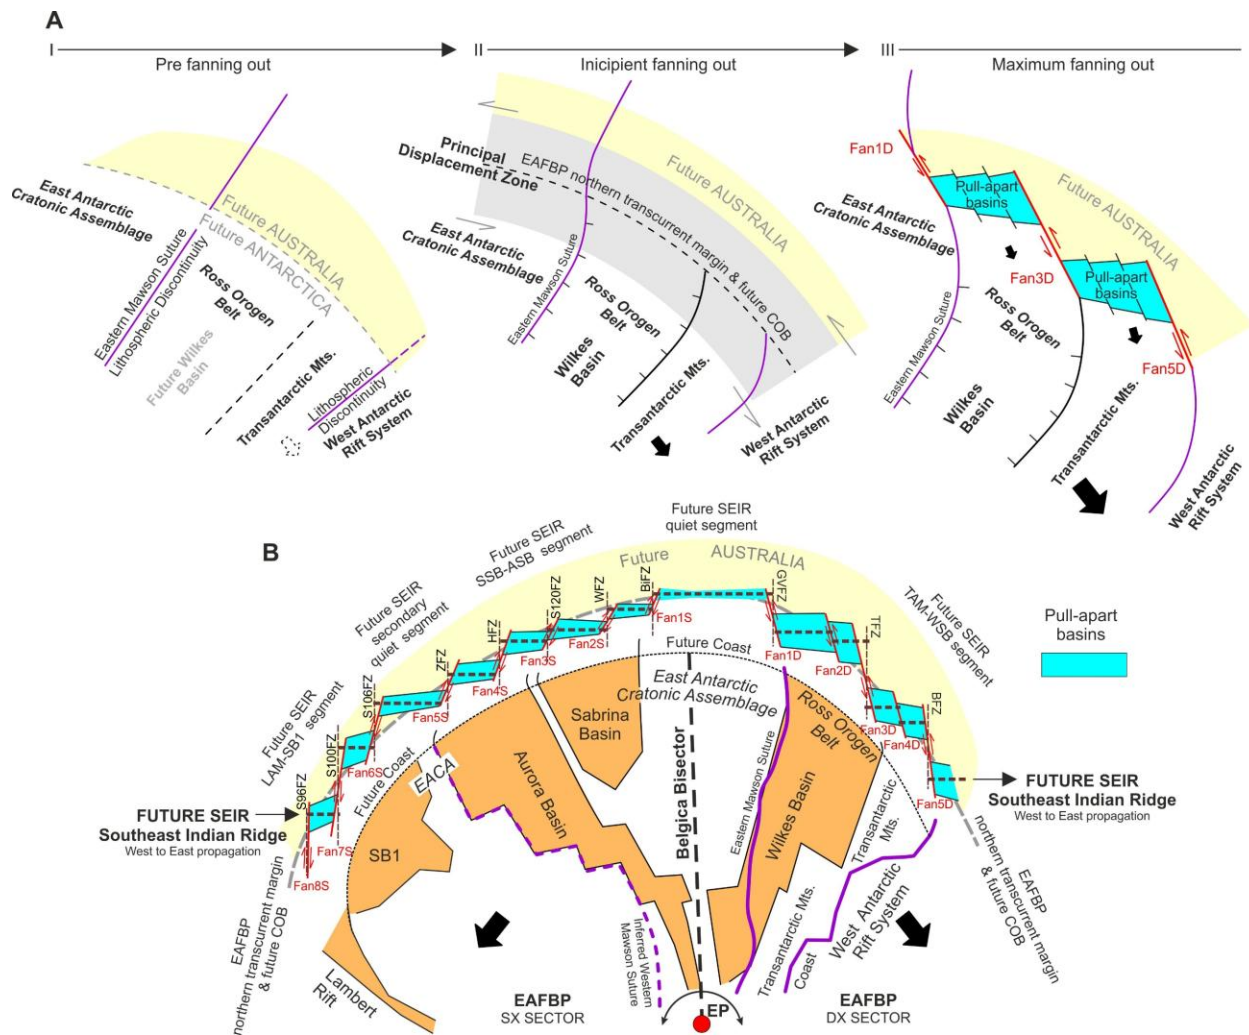 A
I
II
III
Pre fanning out
Inicipient fanning out
Maximum fanning out
East Antarctic
Cratonic Assemblage
Future AUSTRALIA
Future ANTARCTICA
Eastern Mawson Suture
Lithospheric Discontinuity
Ross Orogen
Belt
Future Wilkes
Basin
Transantarctic Mts.
Lithospheric
Discontinuity
West Antarctic
Rift System
Principal
Displacement Zone
EAFBP northern transcurrent margin & future COB
Future AUSTRALIA
East Antarctic
Cratonic Assemblage
Eastern Mawson Suture
Ross Orogen
Belt
Wilkes
Basin
Transantarctic Mts.
West Antarctic
Rift System
Fan1D
Pull-apart
basins
Future AUSTRALIA
East Antarctic
Cratonic Assemblage
Fan3D
Pull-apart
basins
Ross Orogen
Belt
Fan5D
Eastern Mawson Suture
Wilkes
Basin
Transantarctic Mts.
West Antarctic
Rift System
B
Future SEIR
quiet segment
Future SEIR
SSB-ASB segment
Future AUSTRALIA
Future SEIR
secondary
quiet segment
Future SEIR
TAM-WSB segment
Future SEIR
LAM-SB1 segment
S96FZ
S100FZ
S106FZ
ZFZ
HFZ
S120FZ
WFZ
BiFZ
GVFZ
TFZ
BFZ
Fan1S
Fan2S
Fan3S
Fan4S
Fan5S
Fan6S
Fan7S
Fan8S
Fan1D
Fan2D
Fan3D
Fan4D
Fan5D
Pull-apart
basins
Future Coast
Future Coast
East Antarctic
Cratonic Assemblage
Ross Orogen
Belt
EACA
Sabrina
Basin
Aurora Basin
Belgica Bisector
Eastern Mawson Suture
Wilkes Basin
Transantarctic
Mts.
SB1
FUTURE SEIR
Southeast Indian Ridge
West to East propagation
FUTURE SEIR
Southeast Indian Ridge
West to East propagation
EAFBP
northern transcurrent margin
& future COB
EAFBP
northern transcurrent margin
& future COB
Lambert
Rift
Inferred Western
Mawson Suture
Transantarctic Mts.
Coast
West Antarctic
Rift System
EAFBP
SX SECTOR
EP
EAFBP
DX SECTOR